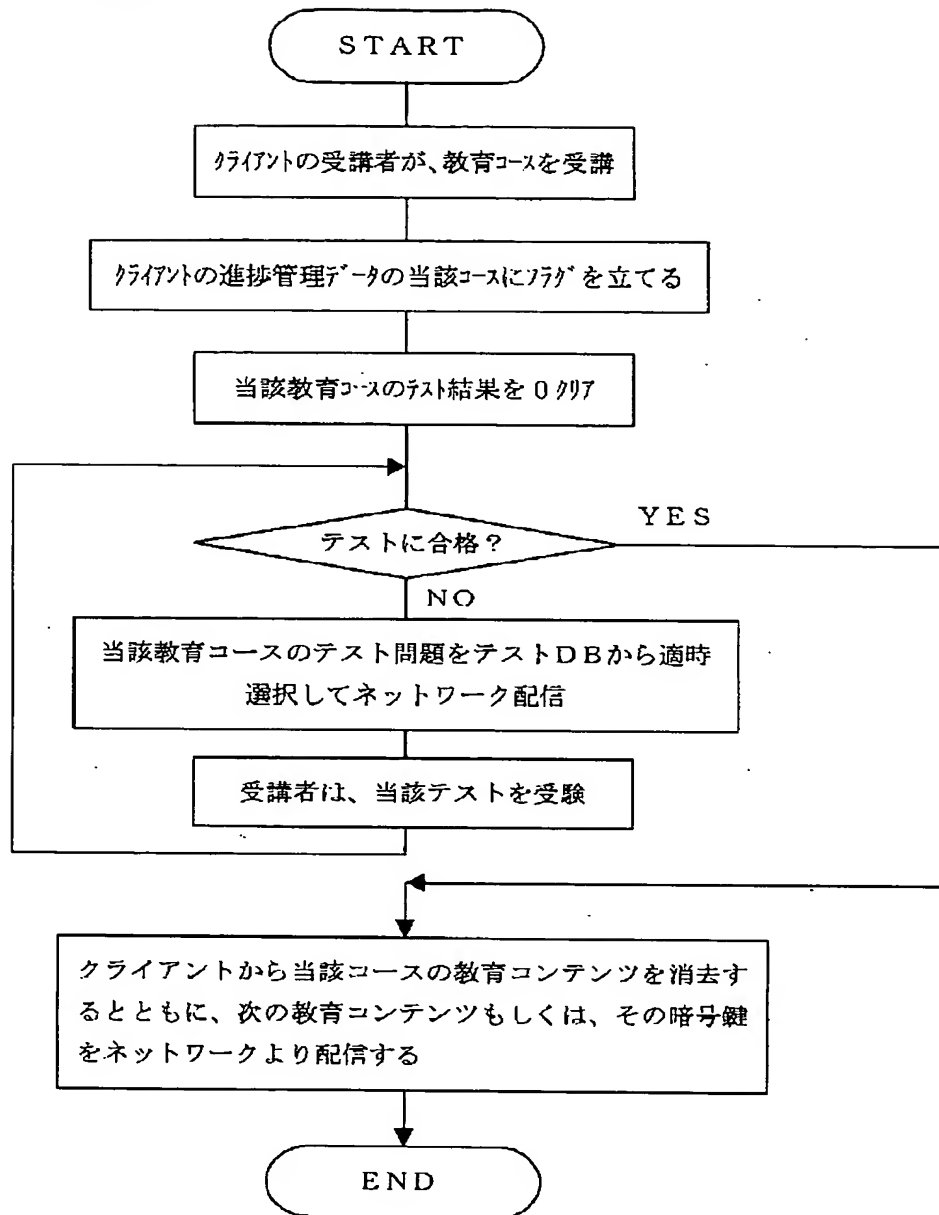 START
ｸﾗｲｱﾝﾄの受講者が、教育ｺｰｽを受講
ｸﾗｲｱﾝﾄの進捗管理ﾃﾞｰﾀの当該ｺｰｽにﾌﾗｸﾞを立てる
当該教育ｺｰｽのﾃｽﾄ結果を0ｸﾘｱ
テストに合格？
YES
NO
当該教育コースのテスト問題をテストDBから適時
選択してネットワーク配信
受講者は、当該テストを受験
クライアントから当該コースの教育コンテンツを消去す
るとともに、次の教育コンテンツもしくは、その暗号鍵
をネットワークより配信する
END